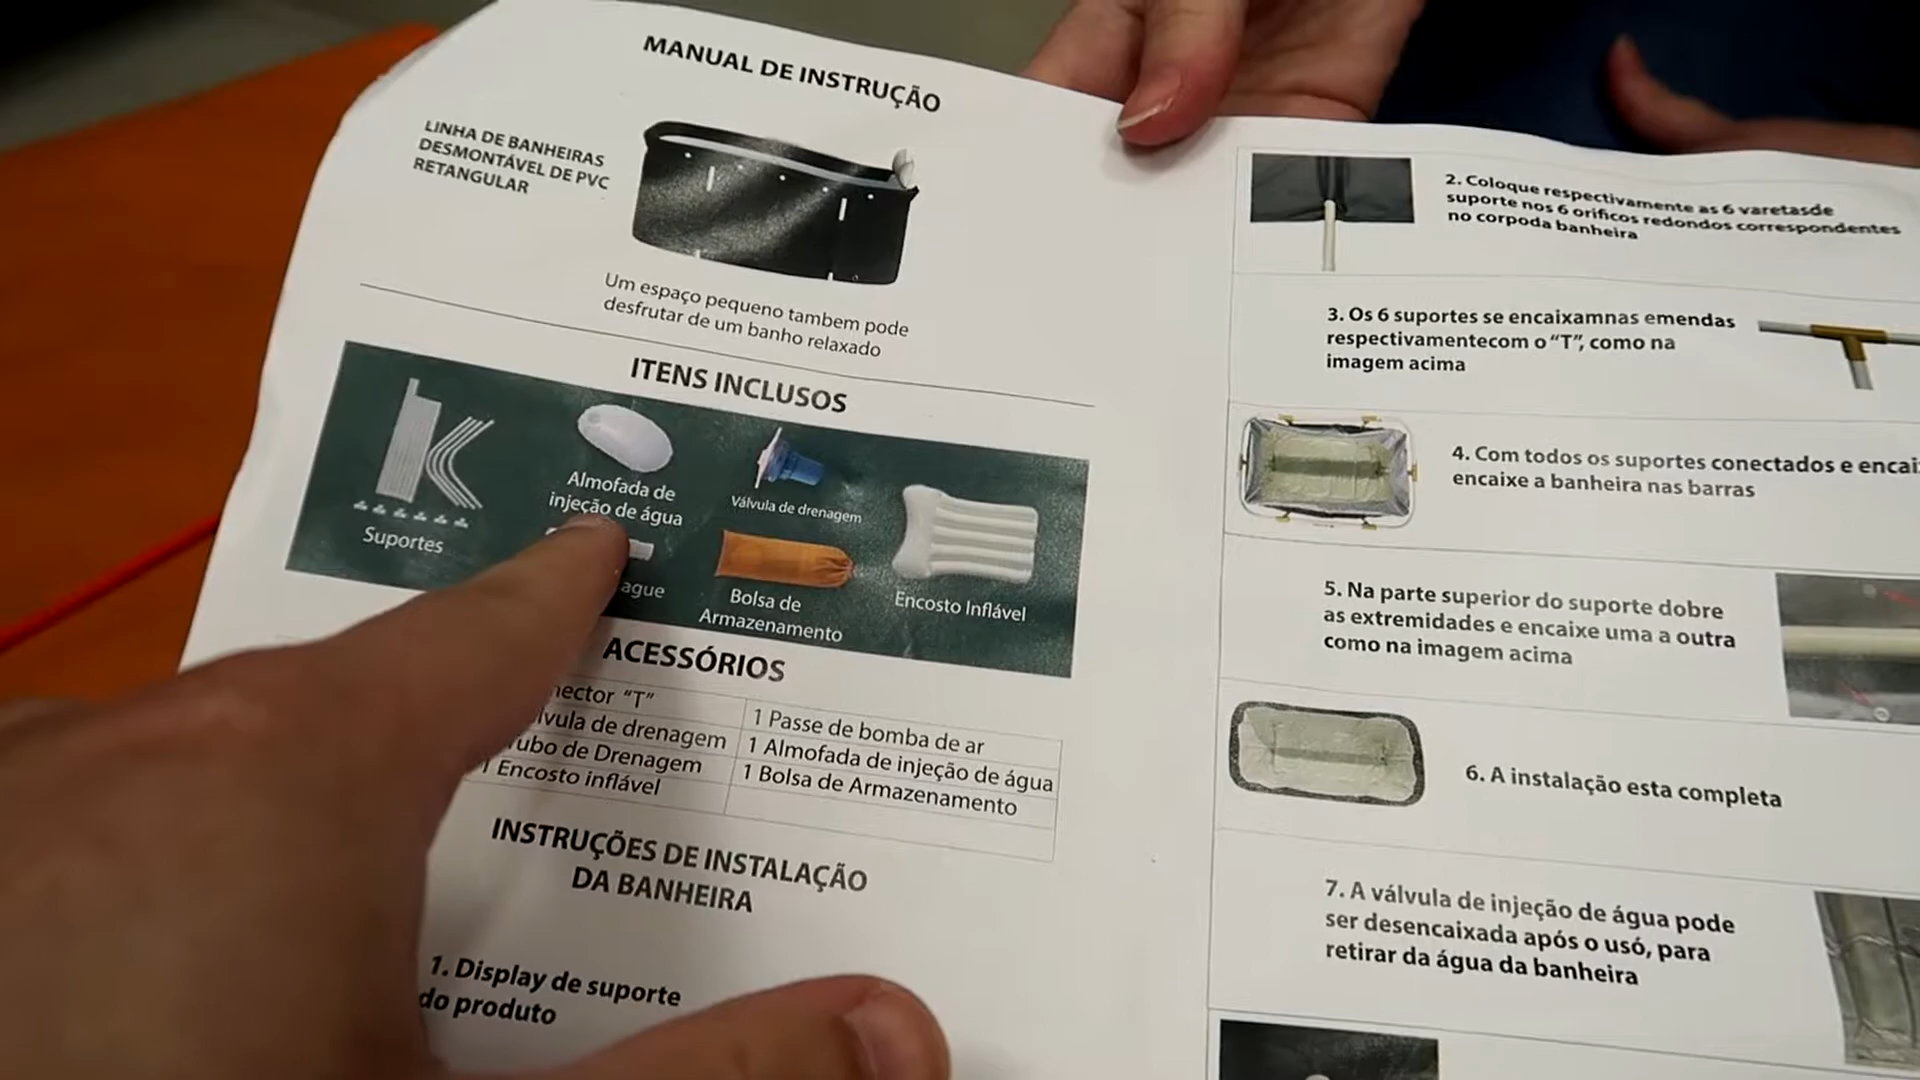 MANUAL DE INSTRUÇÃO
LINHA DE BANHEIRAS
DESMONTÁVEL DE PVC
RETANGULAR
Um espaço pequeno tambem pode
desfrutar de um banho relaxado
ITENS INCLUSOS
Suportes
Almofada de
injeção de água
Válvula de drenagem
Bolsa de
Armazenamento
Encosto Inflável
ACESSÓRIOS
"T"
de drenagem
de Drenagem
1 Encosto inflável
1 Passe de bomba de ar
1 Almofada de injeção de água
1 Bolsa de Armazenamento
INSTRUÇÕES DE INSTALAÇÃO
DA BANHEIRA
1. Display de suporte
do produto
2. Coloque respectivamente as 6 varetasde
suporte nos 6 orificos redondos correspondentes
no corpoda banheira
3. Os 6 suportes se encaixamnas emendas
respectivamentecom o "T", como na
imagem acima
4. Com todos os suportes conectados e
encaixe a banheira nas barras
5. Na parte superior do suporte dobre
as extremidades e encaixe uma a outra
como na imagem acima
6. A instalação esta completa
7. A válvula de injeção de água pode
ser desencaixada após o usó, para
retirar da água da banheira